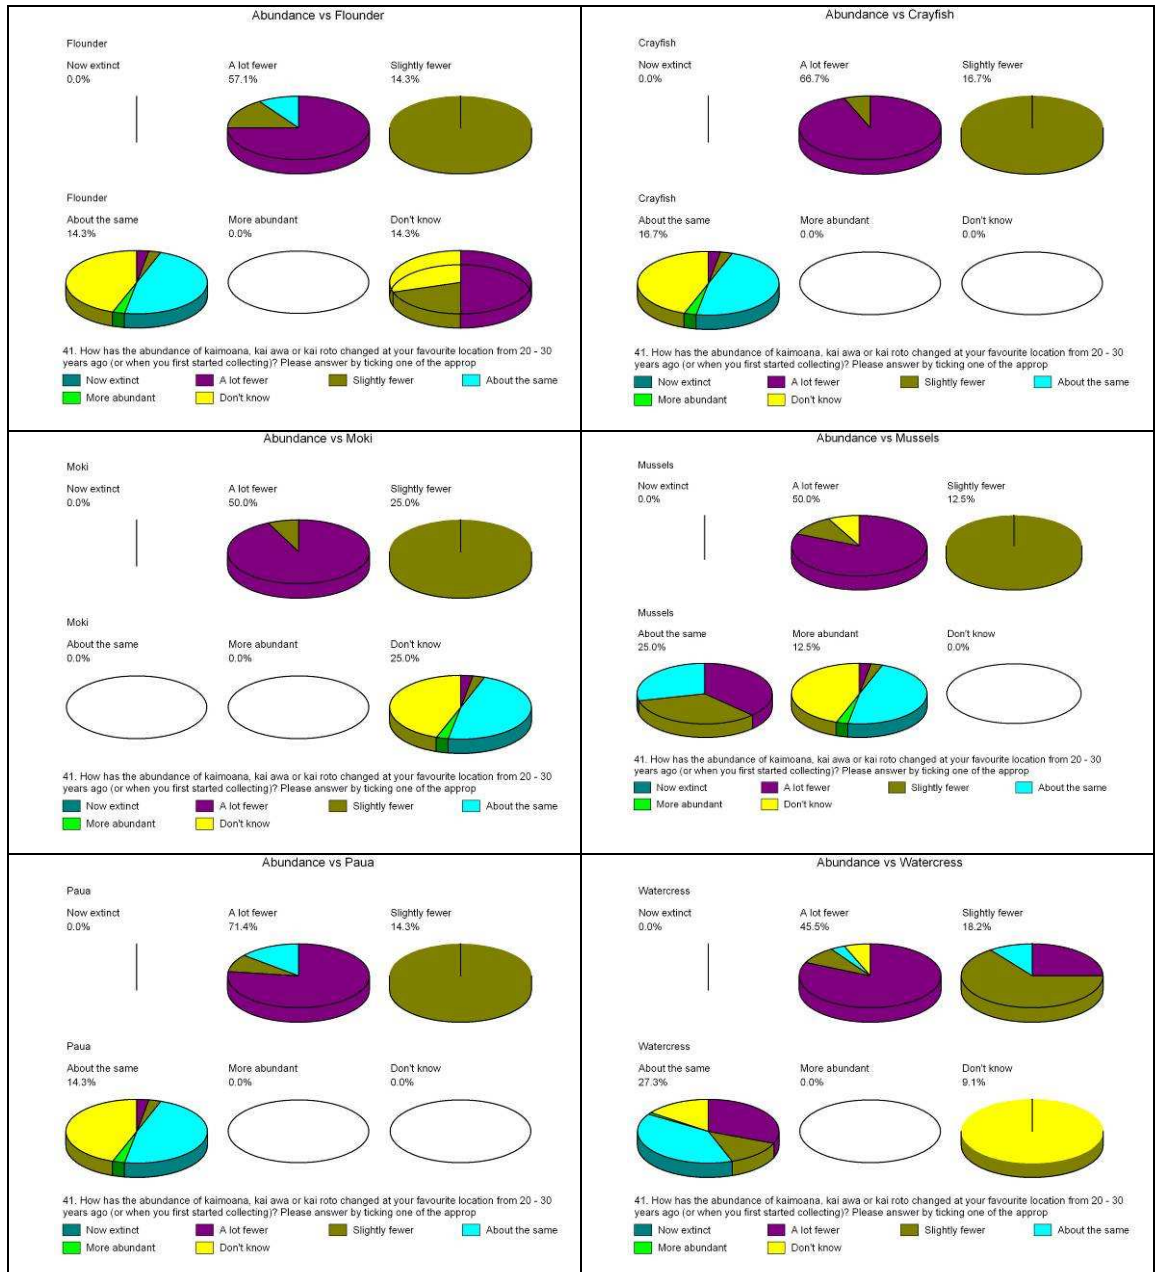 Abundance vs Flounder
Flounder
Now extinct A lot fewer Slightly fewer
0.0% 57.1% 14.3%
Flounder
About the same More abundant Don't know
14.3% 0.0% 14.3%
41. How has the abundance of kaimoana, kai awa or kai roto changed at your favourite location from 20 - 30
years ago (or when you first started collecting)? Please answer by ticking one of the approp
Now extinct A lot fewer Slightly fewer About the same
More abundant Don't know
Abundance vs Crayfish
Crayfish
Now extinct A lot fewer Slightly fewer
0.0% 66.7% 16.7%
Crayfish
About the same More abundant Don't know
16.7% 0.0% 0.0%
41. How has the abundance of kaimoana, kai awa or kai roto changed at your favourite location from 20 - 30
years ago (or when you first started collecting)? Please answer by ticking one of the approp
Now extinct A lot fewer Slightly fewer About the same
More abundant Don't know
Abundance vs Moki
Moki
Now extinct A lot fewer Slightly fewer
0.0% 50.0% 25.0%
Moki
About the same More abundant Don't know
0.0% 0.0% 25.0%
41. How has the abundance of kaimoana, kai awa or kai roto changed at your favourite location from 20 - 30
years ago (or when you first started collecting)? Please answer by ticking one of the approp
Now extinct A lot fewer Slightly fewer About the same
More abundant Don't know
Abundance vs Mussels
Mussels
Now extinct A lot fewer Slightly fewer
0.0% 50.0% 12.5%
Mussels
About the same More abundant Don't know
25.0% 12.5% 0.0%
41. How has the abundance of kaimoana, kai awa or kai roto changed at your favourite location from 20 - 30
years ago (or when you first started collecting)? Please answer by ticking one of the approp
Now extinct A lot fewer Slightly fewer About the same
More abundant Don't know
Abundance vs Paua
Paua
Now extinct A lot fewer Slightly fewer
0.0% 71.4% 14.3%
Paua
About the same More abundant Don't know
14.3% 0.0% 0.0%
41. How has the abundance of kaimoana, kai awa or kai roto changed at your favourite location from 20 - 30
years ago (or when you first started collecting)? Please answer by ticking one of the approp
Now extinct A lot fewer Slightly fewer About the same
More abundant Don't know
Abundance vs Watercress
Watercress
Now extinct A lot fewer Slightly fewer
0.0% 45.5% 18.2%
Watercress
About the same More abundant Don't know
27.3% 0.0% 9.1%
41. How has the abundance of kaimoana, kai awa or kai roto changed at your favourite location from 20 - 30
years ago (or when you first started collecting)? Please answer by ticking one of the approp
Now extinct A lot fewer Slightly fewer About the same
More abundant Don't know